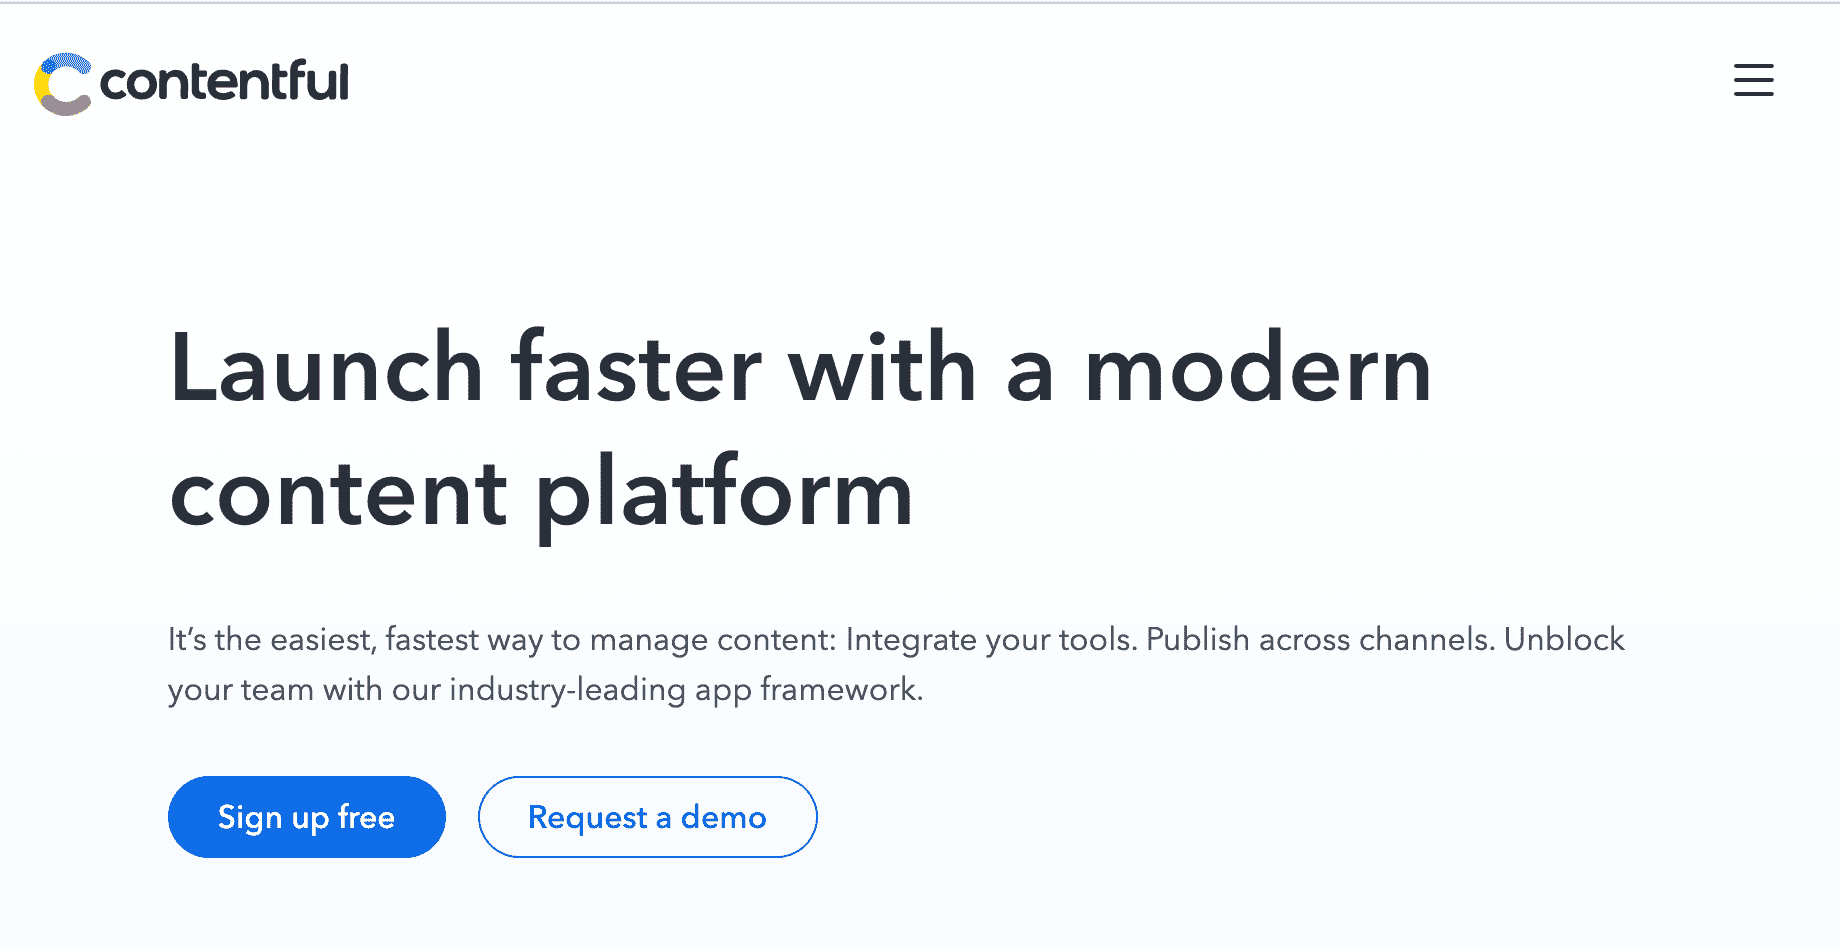 contentful
Launch faster with a modern
content platform
It’s the easiest, fastest way to manage content: Integrate your tools. Publish across channels. Unblock
your team with our industry-leading app framework.
Sign up free
Request a demo